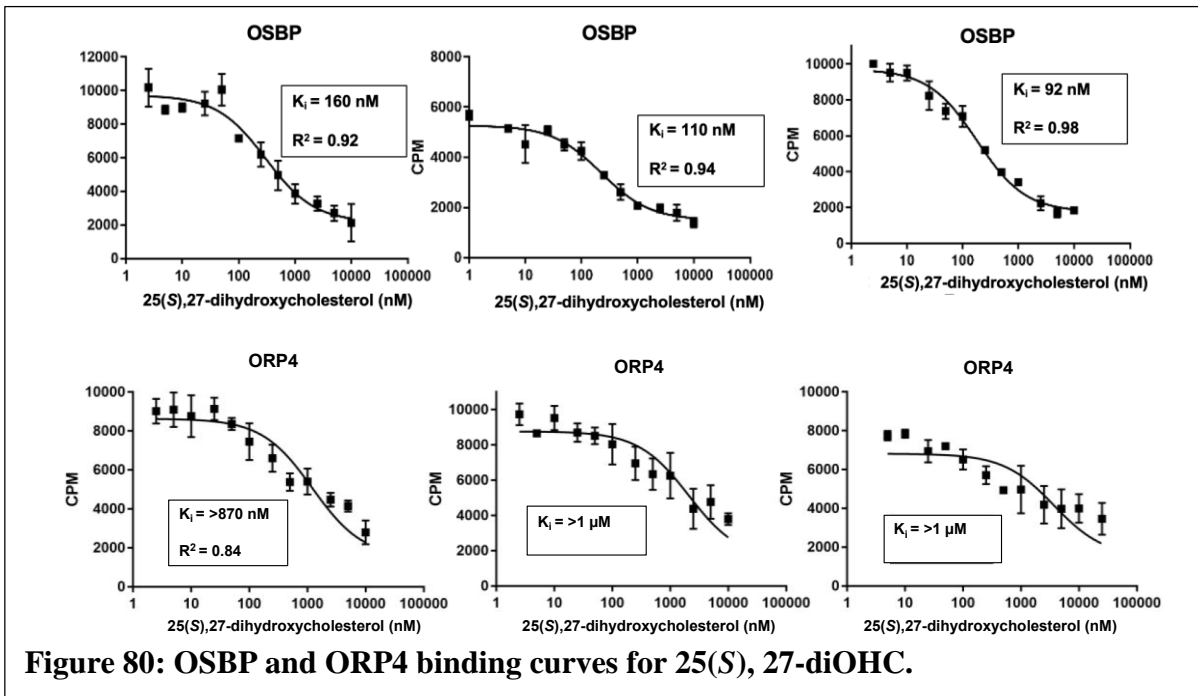 OSBP
12000
10000
8000
6000
4000
2000
0
1 10 100 1000 10000 100000
25(S),27-dihydroxycholesterol (nM)
Ki = 160 nM
R² = 0.92
OSBP
CPM
8000
6000
4000
2000
0
1 10 100 1000 10000 100000
25(S),27-dihydroxycholesterol (nM)
Ki = 110 nM
R² = 0.94
OSBP
CPM
10000
8000
6000
4000
2000
0
1 10 100 1000 10000 100000
25(S),27-dihydroxycholesterol (nM)
Ki = 92 nM
R² = 0.98
ORP4
CPM
10000
8000
6000
4000
2000
0
1 10 100 1000 10000 100000
25(S),27-dihydroxycholesterol (nM)
Ki = >870 nM
R² = 0.84
ORP4
CPM
10000
8000
6000
4000
2000
0
1 10 100 1000 10000 100000
25(S),27-dihydroxycholesterol (nM)
Ki = >1 µM
ORP4
CPM
10000
8000
6000
4000
2000
0
1 10 100 1000 10000 100000
25(S),27-dihydroxycholesterol (nM)
Ki = >1 µM
Figure 80: OSBP and ORP4 binding curves for 25(S), 27-diOHC.